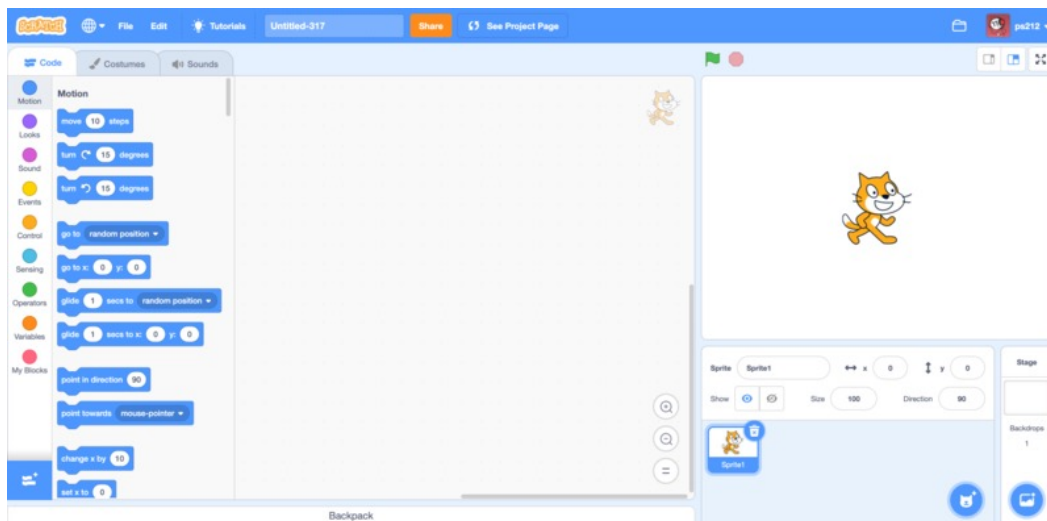 SCRATCH File Edit Tutorials Untitled-317 Share See Project Page ps212
Code Costumes Sounds
Motion
Looks
Sound
Events
Control
Sensing
Operators
Variables
My Blocks
Motion
move 10 steps
turn 15 degrees
turn 15 degrees
go to random position
go to x: 0 y: 0
glide 1 secs to random position
glide 1 secs to x: 0 y: 0
point in direction 90
point towards mouse-pointer
change x by 10
set x to 0
Backpack
Sprite Sprite1 x 0 y 0
Show Size 100 Direction 90
Sprite1
Stage
Backdrops
1